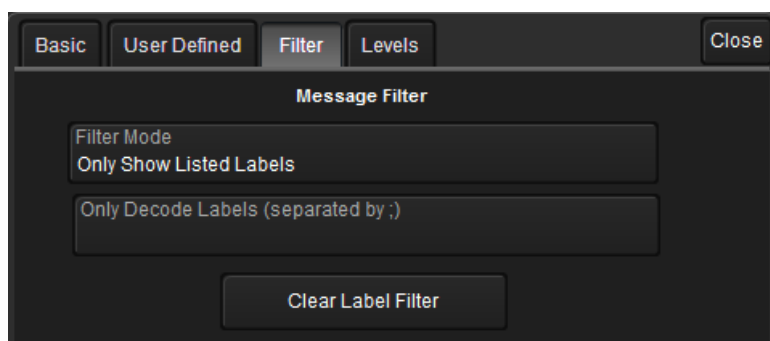 Basic User Defined Filter Levels Close
Message Filter
Filter Mode
Only Show Listed Labels
Only Decode Labels (separated by ;)
Clear Label Filter